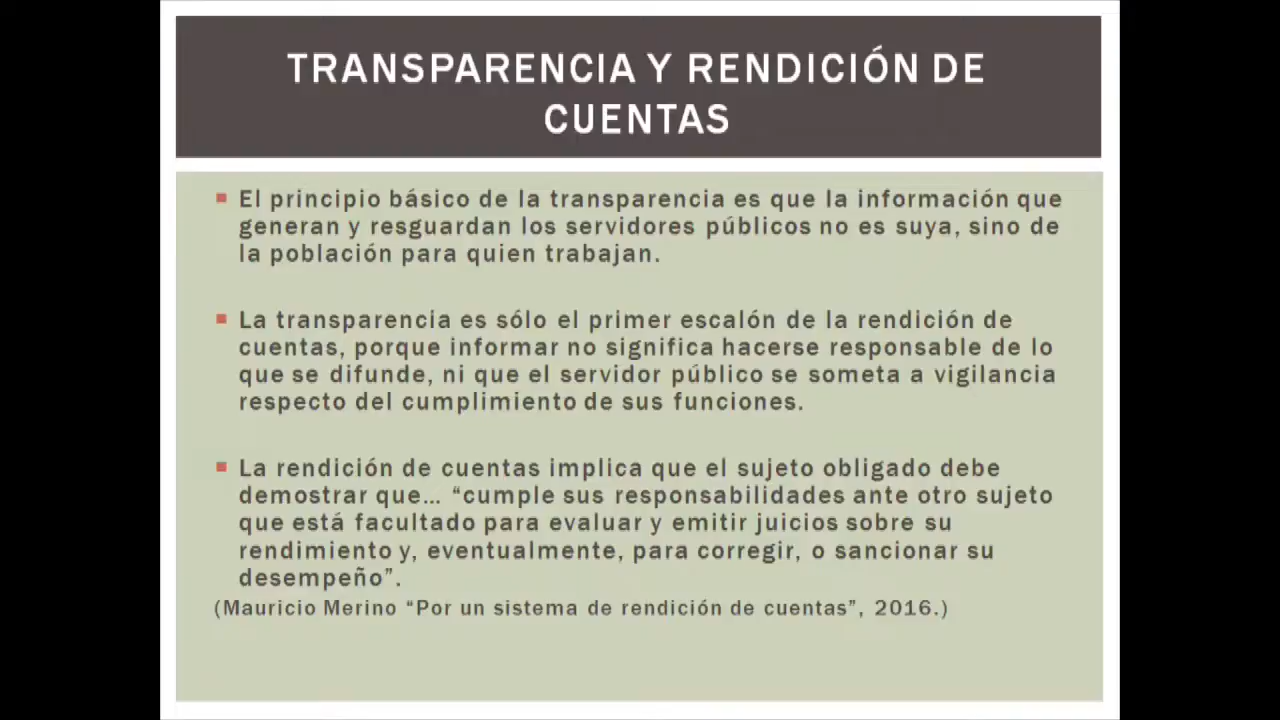 TRANSPARENCIA Y RENDICIÓN DE
CUENTAS
El principio básico de la transparencia es que la información que
generan y resguardan los servidores públicos no es suya, sino de
la población para quien trabajan.
La transparencia es sólo el primer escalón de la rendición de
cuentas, porque informar no significa hacerse responsable de lo
que se difunde, ni que el servidor público se someta a vigilancia
respecto del cumplimiento de sus funciones.
La rendición de cuentas implica que el sujeto obligado debe
demostrar que… “cumple sus responsabilidades ante otro sujeto
que está facultado para evaluar y emitir juicios sobre su
rendimiento y, eventualmente, para corregir, o sancionar su
desempeño”.
(Mauricio Merino “Por un sistema de rendición de cuentas”, 2016.)